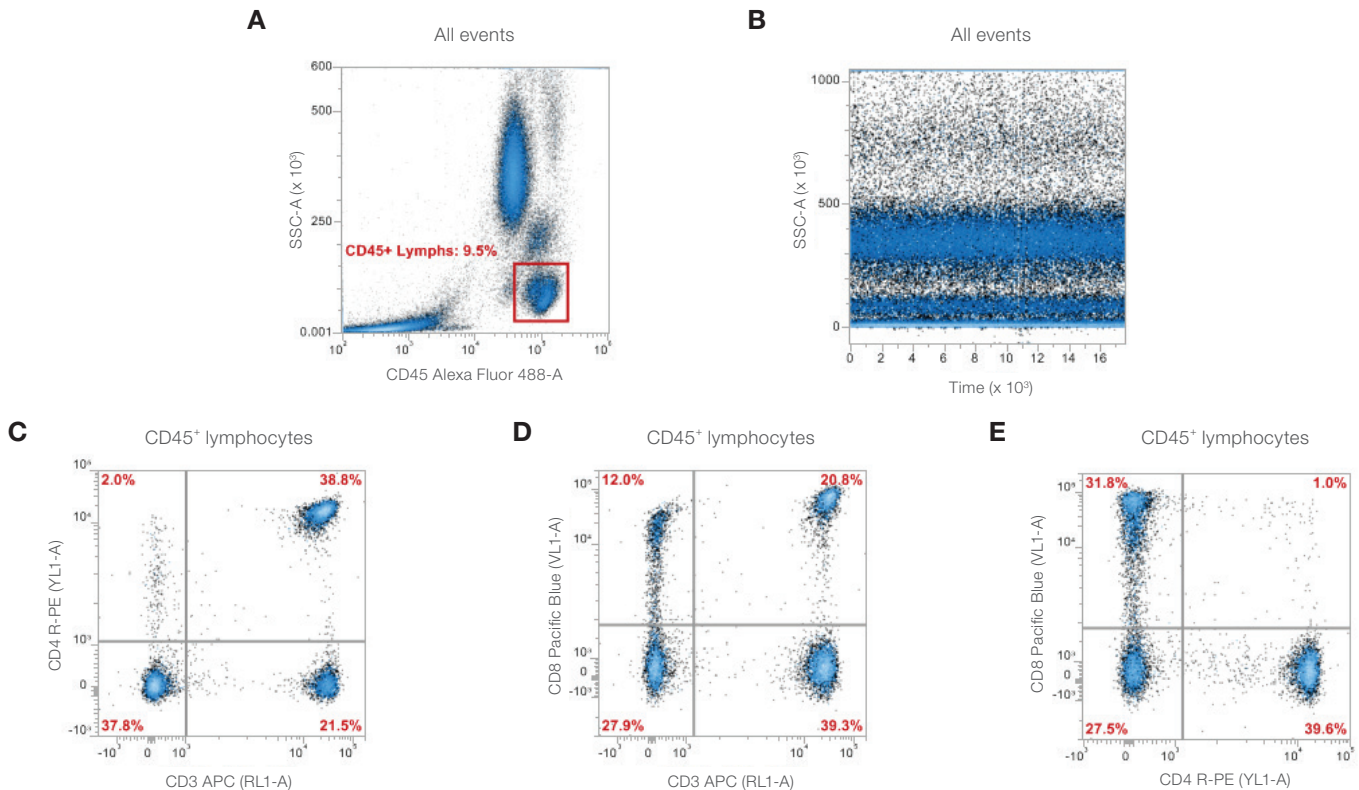 A
All events
600
500
250
0.001
SSC-A (x 10³)
CD45+ Lymphs: 9.5%
10² 10³ 10⁴ 10⁵ 10⁶
CD45 Alexa Fluor 488-A
B
All events
1000
500
0
SSC-A (x 10³)
0 2 4 6 8 10 12 14 16
Time (x 10³)
C
CD45⁺ lymphocytes
10⁵
10⁴
10³
0
-10³
CD4 R-PE (YL1-A)
2.0% 38.8%
37.8% 21.5%
-10³ 0 10³ 10⁴ 10⁵
CD3 APC (RL1-A)
D
CD45⁺ lymphocytes
10⁵
10⁴
10³
0
-10³
CD8 Pacific Blue (VL1-A)
12.0% 20.8%
27.9% 39.3%
-10³ 0 10³ 10⁴ 10⁵
CD3 APC (RL1-A)
E
CD45⁺ lymphocytes
10⁵
10⁴
10³
0
-10³
CD8 Pacific Blue (VL1-A)
31.8% 1.0%
27.5% 39.6%
-10³ 0 10³ 10⁴ 10⁵
CD4 R-PE (YL1-A)